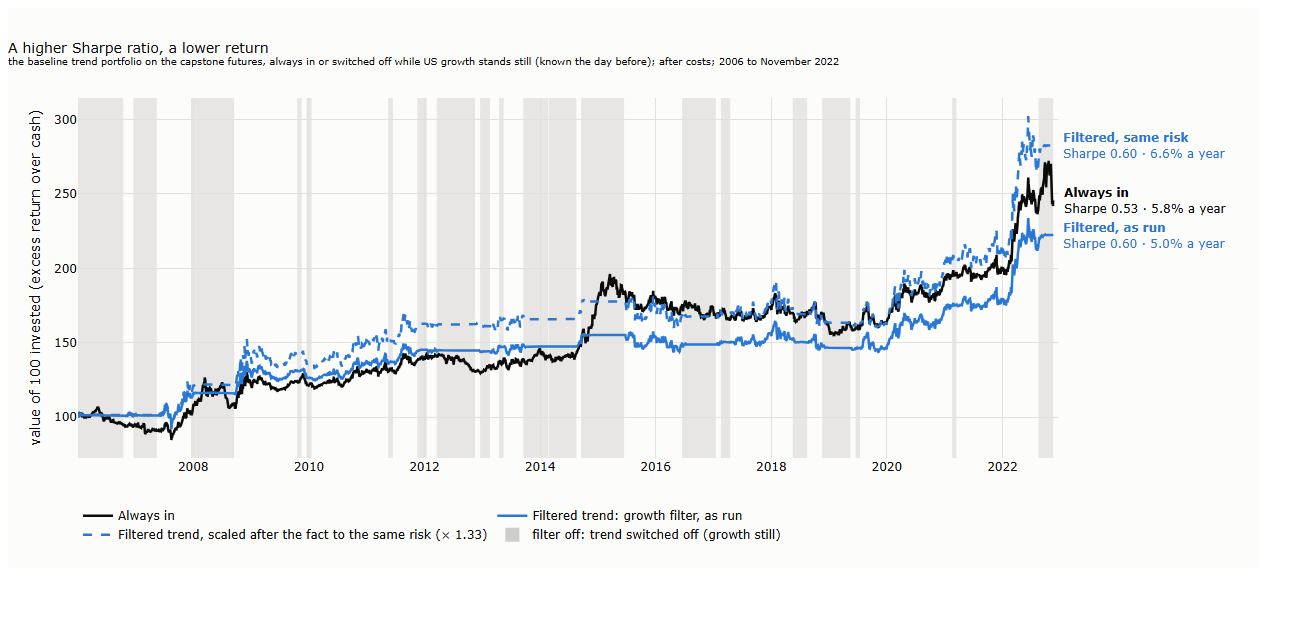 A higher Sharpe ratio, a lower return
the baseline trend portfolio on the capstone futures, always in or switched off while US growth stands still (known the day before); after costs; 2006 to November 2022
value of 100 invested (excess return over cash)
300
250
200
150
100
2008
2010
2012
2014
2016
2018
2020
2022
Filtered, same risk
Sharpe 0.60 · 6.6% a year
Always in
Sharpe 0.53 · 5.8% a year
Filtered, as run
Sharpe 0.60 · 5.0% a year
Always in
Filtered trend: growth filter, as run
Filtered trend, scaled after the fact to the same risk (× 1.33)
filter off: trend switched off (growth still)